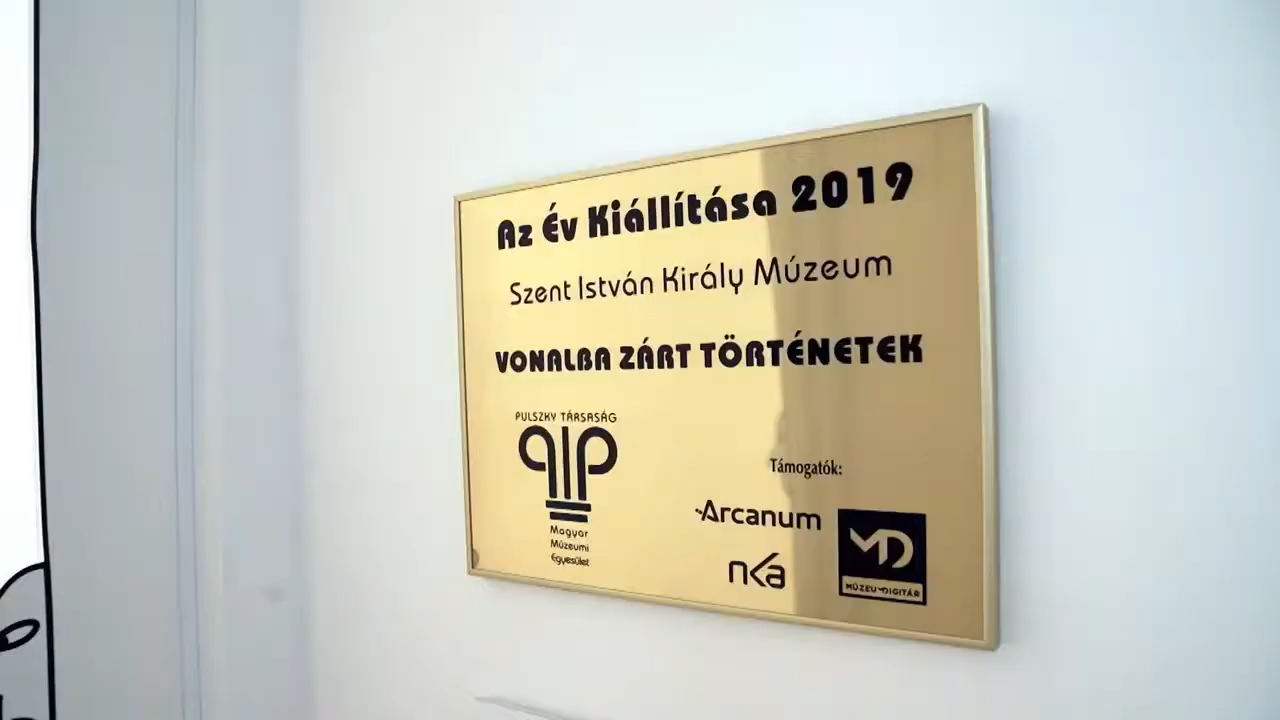 Az Év Kiállítása 2019
Szent István Király Múzeum
VONALBA ZÁRT TÖRTÉNETEK
PULSZKY TÁRSASÁG
Magyar
Múzeumi
Egyesület
Támogatók:
Arcanum
nka
MD
MÚZEUMDIGITÁR